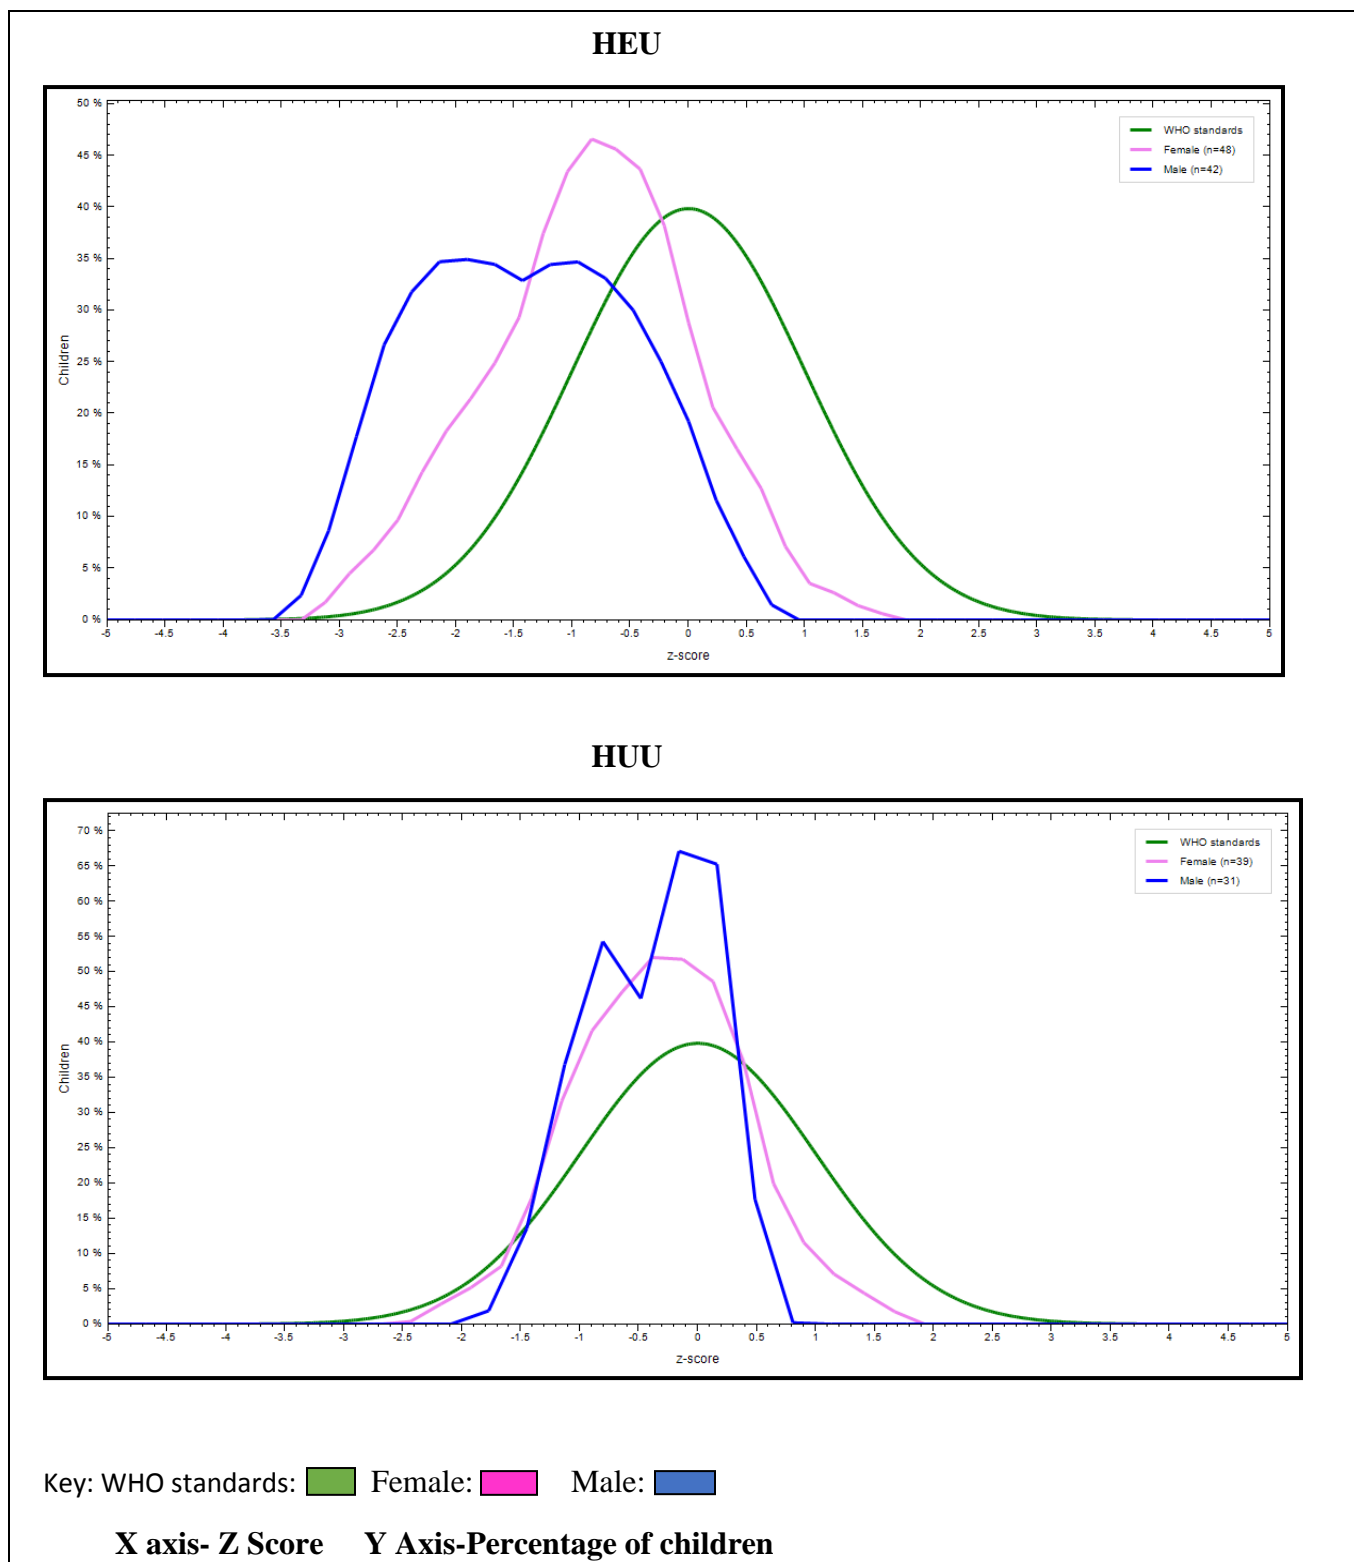 HEU
50 %
45 %
40 %
35 %
30 %
25 %
20 %
15 %
10 %
5 %
0 %
Children
WHO standards
Female (n=48)
Male (n=42)
-5 -4.5 -4 -3.5 -3 -2.5 -2 -1.5 -1 -0.5 0 0.5 1 1.5 2 2.5 3 3.5 4 4.5 5
z-score
HUU
70 %
65 %
60 %
55 %
50 %
45 %
40 %
35 %
30 %
25 %
20 %
15 %
10 %
5 %
0 %
Children
WHO standards
Female (n=39)
Male (n=31)
-5 -4.5 -4 -3.5 -3 -2.5 -2 -1.5 -1 -0.5 0 0.5 1 1.5 2 2.5 3 3.5 4 4.5 5
z-score
Key: WHO standards: Female: Male:
X axis- Z Score Y Axis-Percentage of children